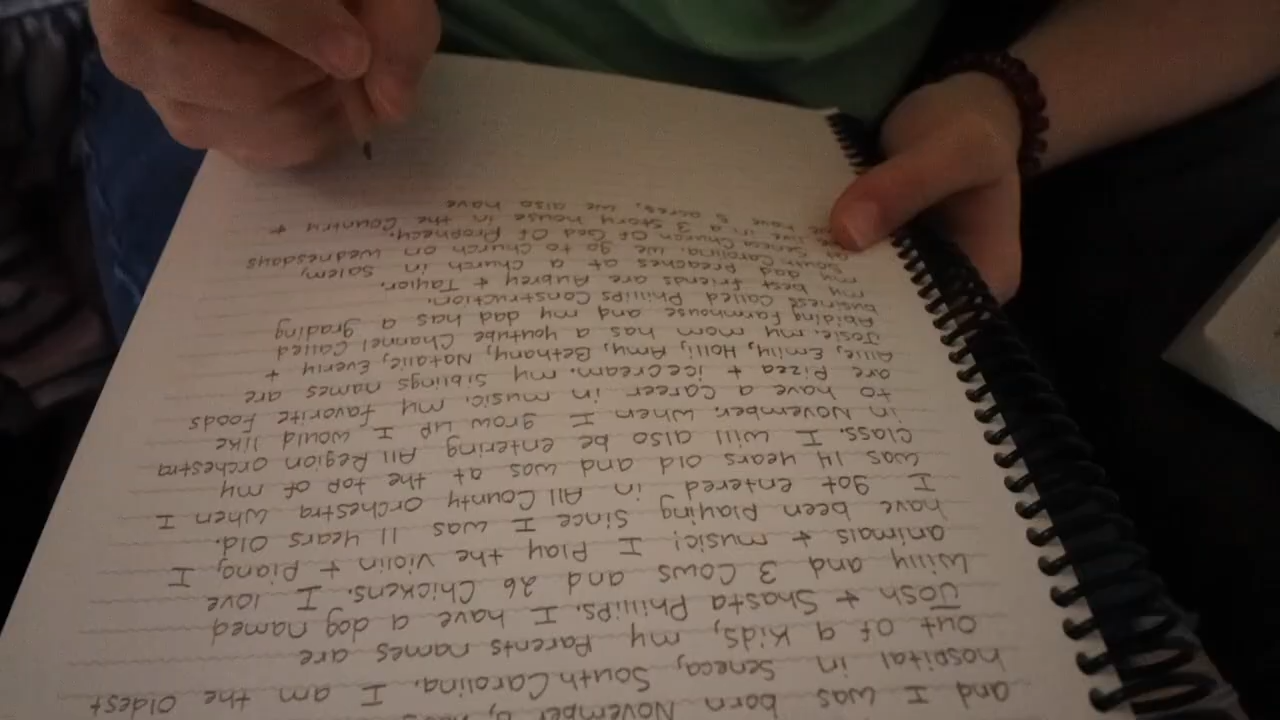 and I was born November 6,
hospital in Seneca, South Carolina. I am the oldest
out of 9 kids, my Parents names are
Josh + Shasta Phillips. I have a dog named
Willy and 3 Cows and 26 Chickens. I love
animals + music! I Play the violin + Piano, I
have been Playing Since I was 11 years old.
I got entered in All County Orchestra when I
was 14 years old and was at the top of my
class. I will also be entering All Region orchestra
in November. when I grow up I would like
to have a career in music. my favorite Foods
are Pizza + icecream. my Siblings names are
Allie, Emily, Holli, Amy, Bethany, Natalie, Everly +
Josie. my mom has a youtube Channel Called
Abiding Farmhouse and my dad has a grading
business Called Phillips Construction.
my best friends are Aubrey + Taylor.
my dad Preaches at a church in Salem,
South Carolina. we go to church on wednesdays
at Seneca Church of God Of Prophecy.
we live in a 3 Story house in the Country +
we have 5 acres, we also have